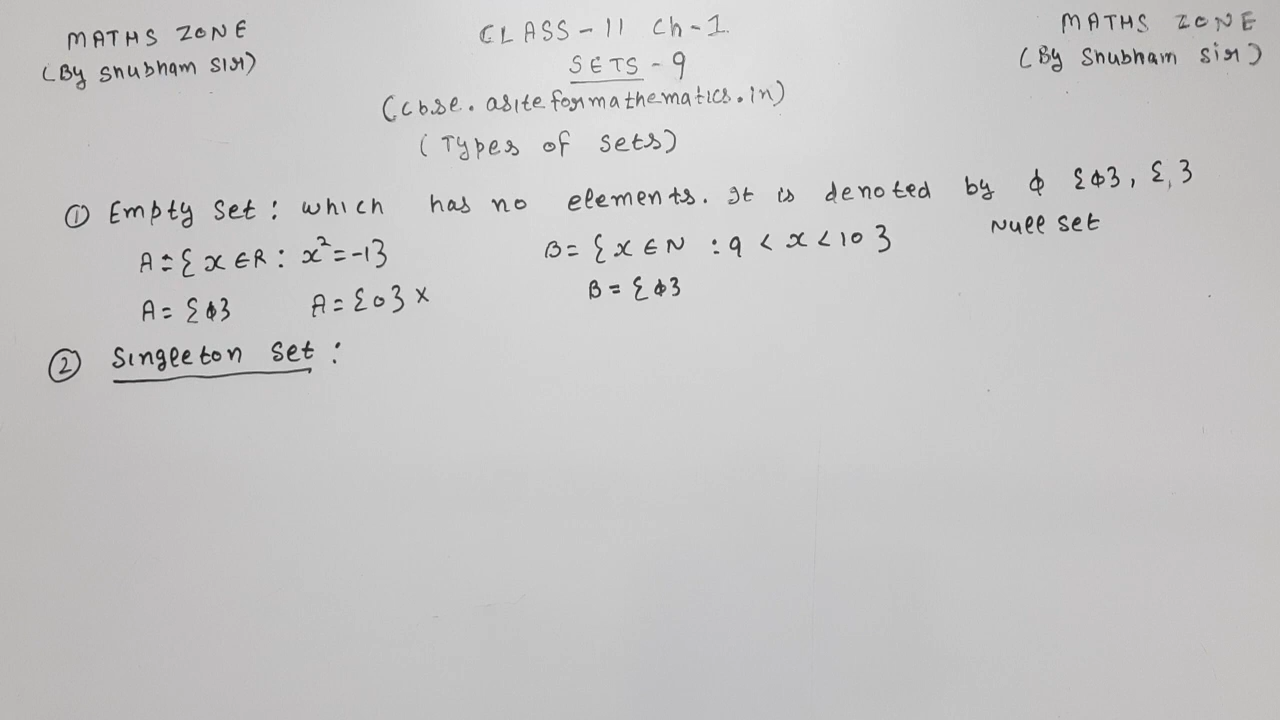 MATHS ZONE
(By Shubham Sir)
CLASS-11 Ch-1.
SETS-9
(cbse.asiteformathematics.in)
(Types of sets)
MATHS ZONE
(By Shubham Sir)
① Empty Set: which has no elements. It is denoted by ϕ {ϕ}, { }
Null set
A = {x ∈ R : x² = -1}
B = {x ∈ N : 9 < x < 10}
A = {ϕ} A = {0} ×
B = {ϕ}
② Singleton set :